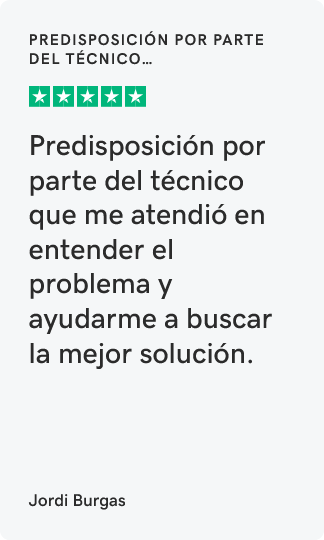 PREDISPOSICIÓN POR PARTE
DEL TÉCNICO…
Predisposición por
parte del técnico
que me atendió en
entender el
problema y
ayudarme a buscar
la mejor solución.
Jordi Burgas